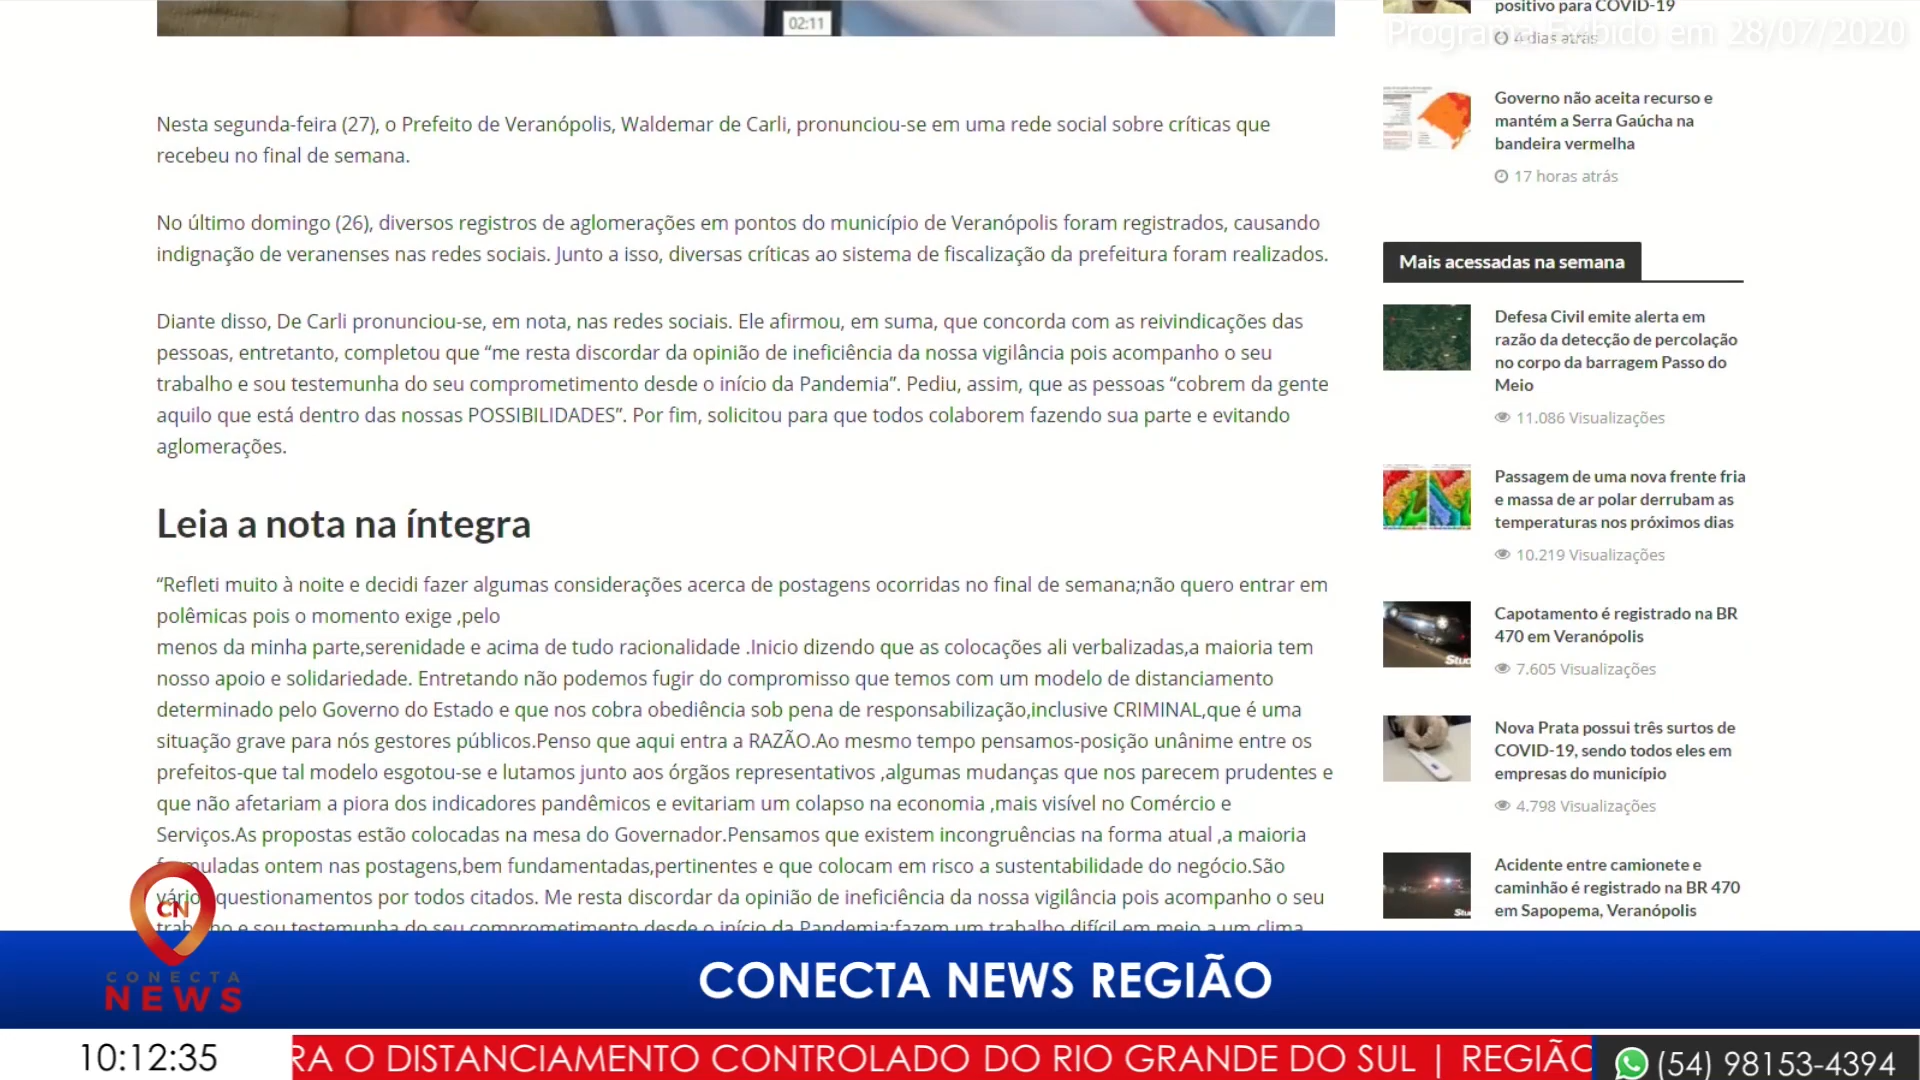 02:11
Programa Exibido em 28/07/2020
Nesta segunda-feira (27), o Prefeito de Veranópolis, Waldemar de Carli, pronunciou-se em uma rede social sobre críticas que
recebeu no final de semana.
No último domingo (26), diversos registros de aglomerações em pontos do município de Veranópolis foram registrados, causando
indignação de veranenses nas redes sociais. Junto a isso, diversas críticas ao sistema de fiscalização da prefeitura foram realizados.
Diante disso, De Carli pronunciou-se, em nota, nas redes sociais. Ele afirmou, em suma, que concorda com as reivindicações das
pessoas, entretanto, completou que “me resta discordar da opinião de ineficiência da nossa vigilância pois acompanho o seu
trabalho e sou testemunha do seu comprometimento desde o início da Pandemia”. Pediu, assim, que as pessoas “cobrem da gente
aquilo que está dentro das nossas POSSIBILIDADES”. Por fim, solicitou para que todos colaborem fazendo sua parte e evitando
aglomerações.
Leia a nota na íntegra
“Refleti muito à noite e decidi fazer algumas considerações acerca de postagens ocorridas no final de semana;não quero entrar em
polêmicas pois o momento exige ,pelo
menos da minha parte,serenidade e acima de tudo racionalidade .Inicio dizendo que as colocações ali verbalizadas,a maioria tem
nosso apoio e solidariedade. Entretando não podemos fugir do compromisso que temos com um modelo de distanciamento
determinado pelo Governo do Estado e que nos cobra obediência sob pena de responsabilização,inclusive CRIMINAL,que é uma
situação grave para nós gestores públicos.Penso que aqui entra a RAZÃO.Ao mesmo tempo pensamos-posição unânime entre os
prefeitos-que tal modelo esgotou-se e lutamos junto aos órgãos representativos ,algumas mudanças que nos parecem prudentes e
que não afetariam a piora dos indicadores pandêmicos e evitariam um colapso na economia ,mais visível no Comércio e
Serviços.As propostas estão colocadas na mesa do Governador.Pensamos que existem incongruências na forma atual ,a maioria
formuladas ontem nas postagens,bem fundamentadas,pertinentes e que colocam em risco a sustentabilidade do negócio.São
vários questionamentos por todos citados. Me resta discordar da opinião de ineficiência da nossa vigilância pois acompanho o seu
trabalho e sou testemunha do seu comprometimento desde o início da Pandemia;fazem um trabalho difícil em meio a um clima
positivo para COVID-19
4 dias atrás
Governo não aceita recurso e
mantém a Serra Gaúcha na
bandeira vermelha
17 horas atrás
Mais acessadas na semana
Defesa Civil emite alerta em
razão da detecção de percolação
no corpo da barragem Passo do
Meio
11.086 Visualizações
Passagem de uma nova frente fria
e massa de ar polar derrubam as
temperaturas nos próximos dias
10.219 Visualizações
Capotamento é registrado na BR
470 em Veranópolis
7.605 Visualizações
Nova Prata possui três surtos de
COVID-19, sendo todos eles em
empresas do município
4.798 Visualizações
Acidente entre camionete e
caminhão é registrado na BR 470
em Sapopema, Veranópolis
CN
CONECTA
NEWS
CONECTA NEWS REGIÃO
10:12:35
RA O DISTANCIAMENTO CONTROLADO DO RIO GRANDE DO SUL | REGIÃO
(54) 98153-4394